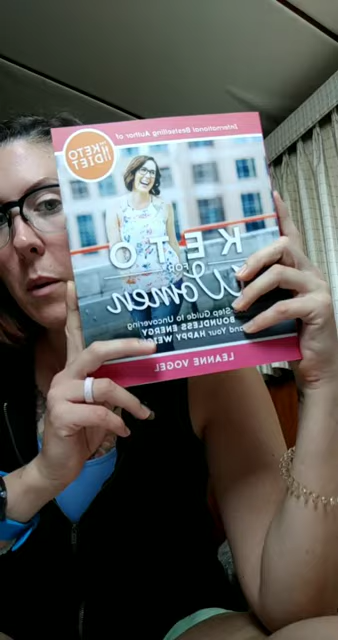 International Bestselling Author of
THE KETO DIET
KETO
FOR
Women
Step Guide to Uncovering
BOUNDLESS ENERGY
and Your HAPPY WEIGHT
LEANNE VOGEL